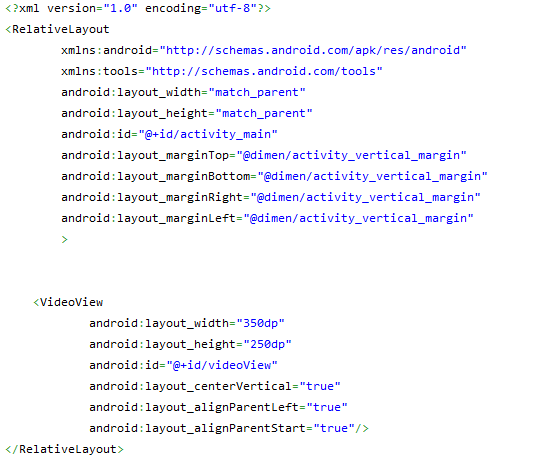 <?xml version="1.0" encoding="utf-8"?>
<RelativeLayout
        xmlns:android="http://schemas.android.com/apk/res/android"
        xmlns:tools="http://schemas.android.com/tools"
        android:layout_width="match_parent"
        android:layout_height="match_parent"
        android:id="@+id/activity_main"
        android:layout_marginTop="@dimen/activity_vertical_margin"
        android:layout_marginBottom="@dimen/activity_vertical_margin"
        android:layout_marginRight="@dimen/activity_vertical_margin"
        android:layout_marginLeft="@dimen/activity_vertical_margin"
        >
    <VideoView
            android:layout_width="350dp"
            android:layout_height="250dp"
            android:id="@+id/videoView"
            android:layout_centerVertical="true"
            android:layout_alignParentLeft="true"
            android:layout_alignParentStart="true"/>
</RelativeLayout>